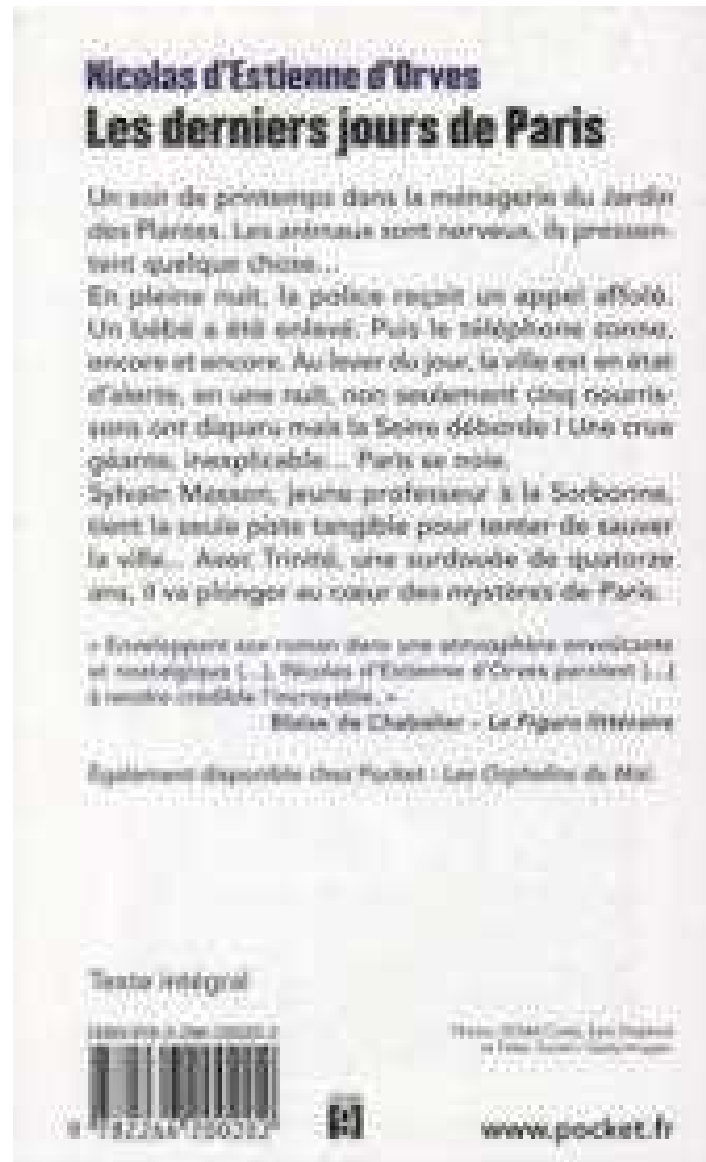 Nicolas d'Estienne d'Orves
Les derniers jours de Paris
Un soir de printemps dans la ménagerie du Jardin
des Plantes. Les animaux sont nerveux, ils pressen-
tent quelque chose...
En pleine nuit, la police reçoit un appel affolé.
Un bébé a été enlevé. Puis le téléphone sonne,
encore et encore. Au lever du jour, la ville est en état
d'alerte, en une nuit, non seulement cinq nourris-
sons ont disparu mais la Seine déborde ! Une crue
géante, inexplicable... Paris se noie.
Sylvain Masson, jeune professeur à la Sorbonne,
tient la seule piste tangible pour tenter de sauver
la ville... Avec Trinité, une surdouée de quatorze
ans, il va plonger au cœur des mystères de Paris.
« Enveloppant son roman dans une atmosphère envoûtante
et nostalgique [...], Nicolas d'Estienne d'Orves parvient [...]
à rendre crédible l'incroyable. »
Blaise de Chabalier – Le Figaro littéraire
Également disponible chez Pocket : Les Orphelins du Mal
Texte intégral
www.pocket.fr